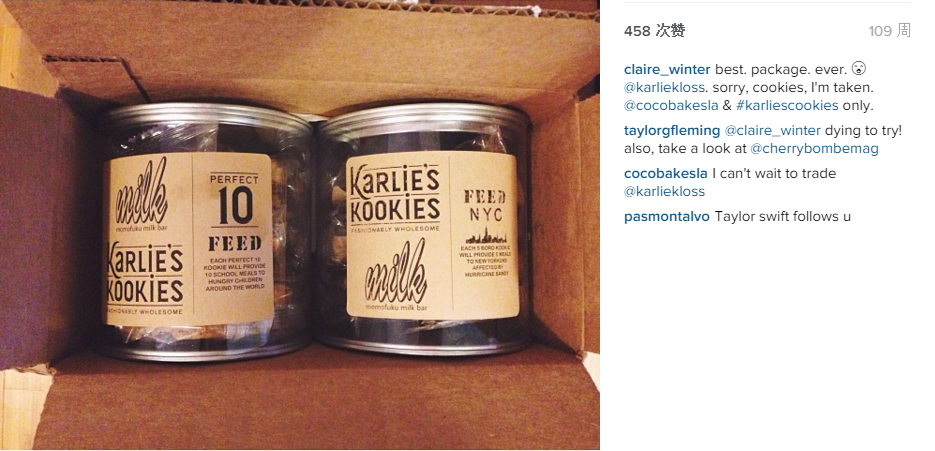 milk
momofuku milk bar
KARLIE'S
KOOKIES
FASHIONABLY WHOLESOME
PERFECT
10
FEED
EACH PERFECT 10
KOOKIE WILL PROVIDE
10 SCHOOL MEALS TO
HUNGRY CHILDREN
AROUND THE WORLD
KARLIE'S
KOOKIES
FASHIONABLY WHOLESOME
milk
momofuku milk bar
FEED
NYC
EACH 5 BORO KOOKIE
WILL PROVIDE 1 MEALS
TO NEW YORKERS
AFFECTED BY
HURRICANE SANDY
458 次赞
109 周
claire_winter best. package. ever. 😲
@karliekloss. sorry, cookies, I'm taken.
@cocobakesla & #karliescookies only.
taylorgfleming @claire_winter dying to try!
also, take a look at @cherrybombemag
cocobakesla I can't wait to trade
@karliekloss
pasmontalvo Taylor swift follows u